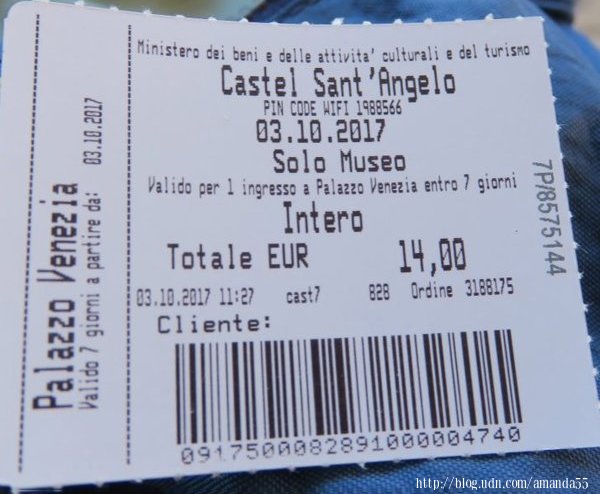 Ministero dei beni e delle attivita' culturali e del turismo
Castel Sant'Angelo
PIN CODE WIFI 1988566
03.10.2017
Solo Museo
Valido per 1 ingresso a Palazzo Venezia entro 7 giorni
Intero
Totale EUR 14,00
03.10.2017 11:27 cast7 828 Ordine 3188175
Cliente:
0917500082891000004740
Palazzo Venezia
Valido 7 giorni a partire da: 03.10.2017
7P/8575144
http://blog.udn.com/amanda55